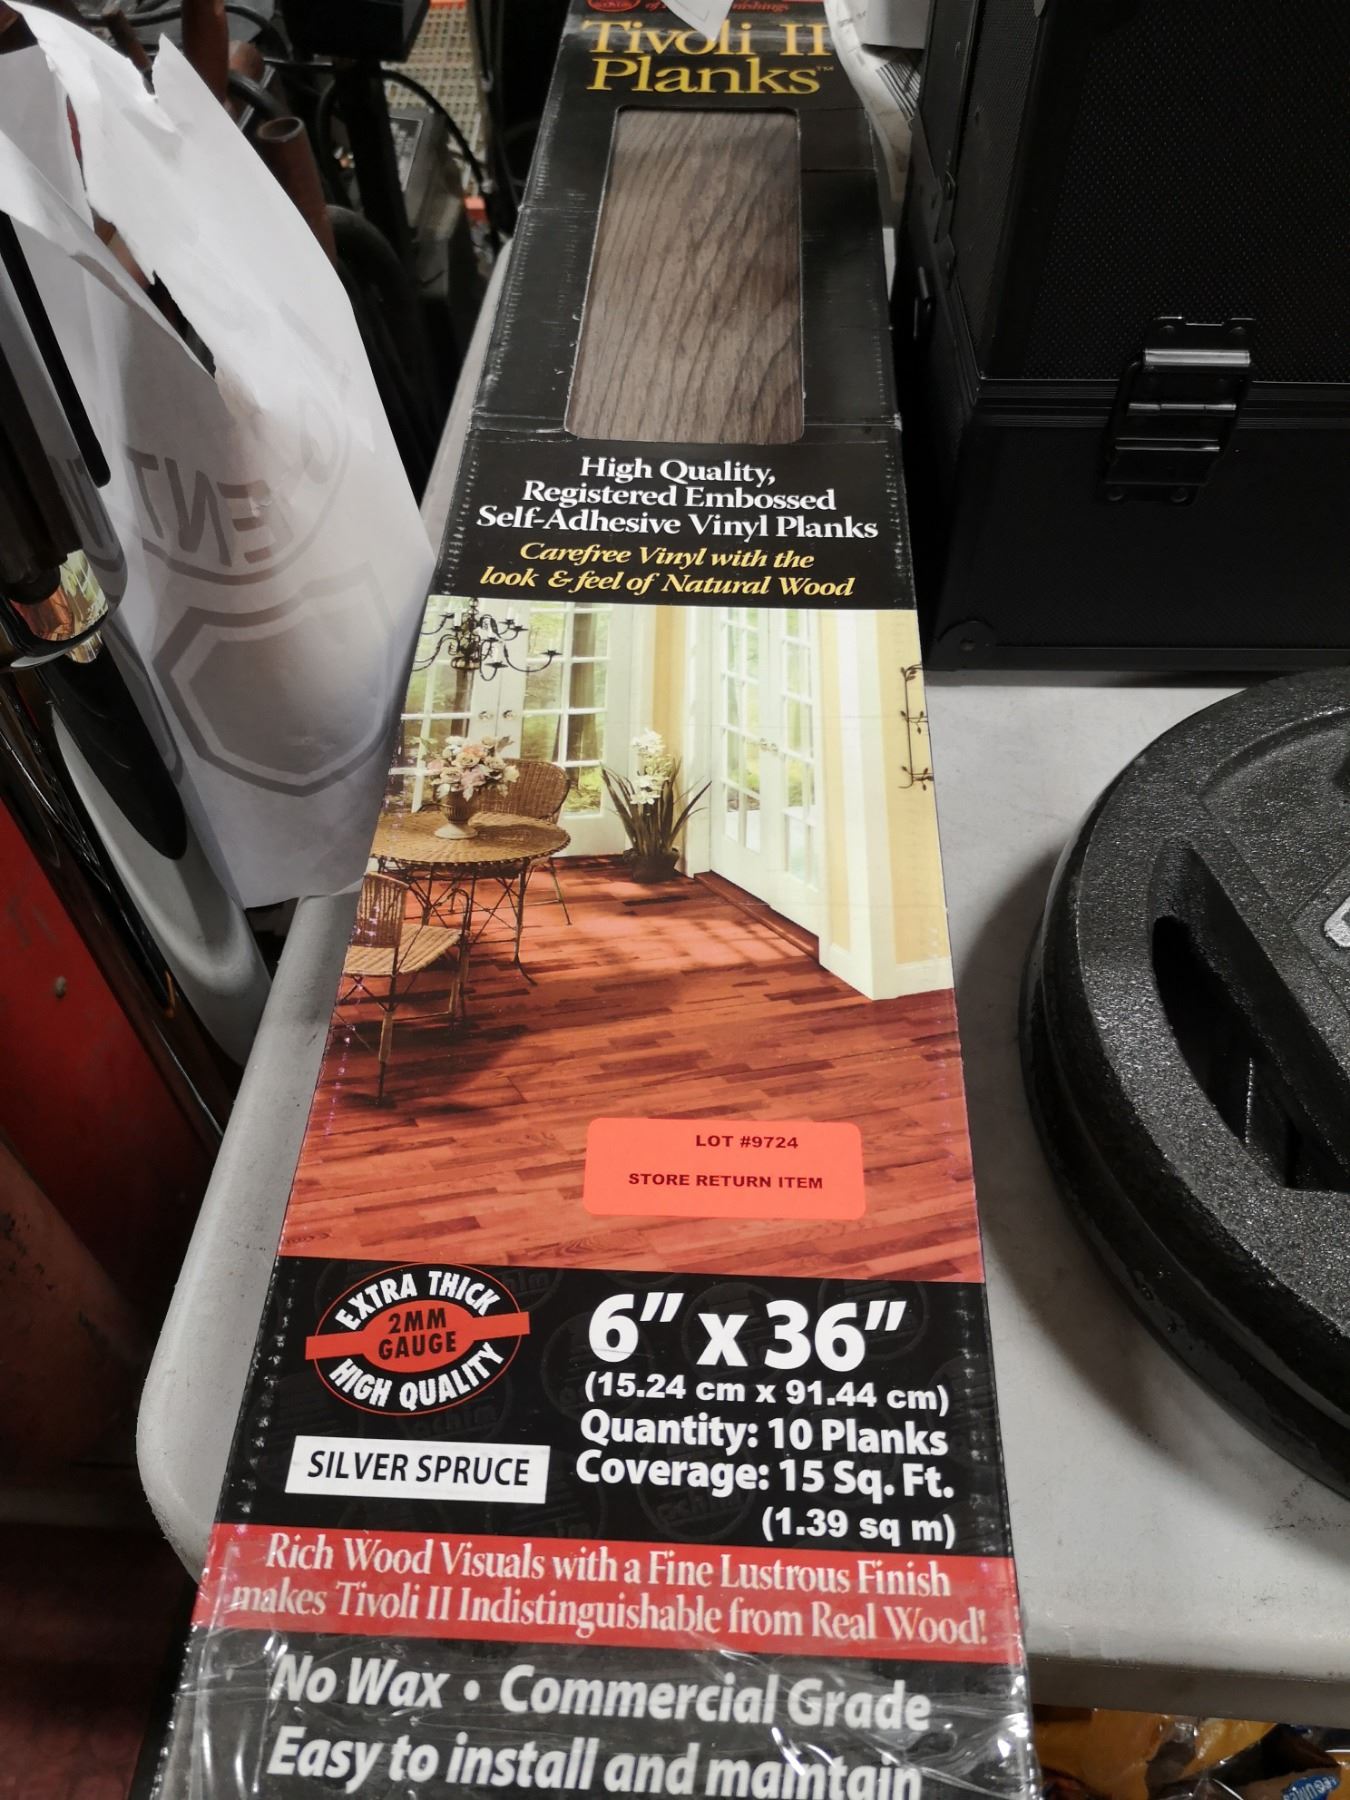 Tivoli II
Planks™
High Quality,
Registered Embossed
Self-Adhesive Vinyl Planks
Carefree Vinyl with the
look & feel of Natural Wood
LOT #9724
STORE RETURN ITEM
EXTRA THICK
2MM
GAUGE
HIGH QUALITY
6" x 36"
(15.24 cm x 91.44 cm)
Quantity: 10 Planks
Coverage: 15 Sq. Ft.
(1.39 sq m)
SILVER SPRUCE
Rich Wood Visuals with a Fine Lustrous Finish
makes Tivoli II Indistinguishable from Real Wood!
No Wax • Commercial Grade
Easy to install and maintain